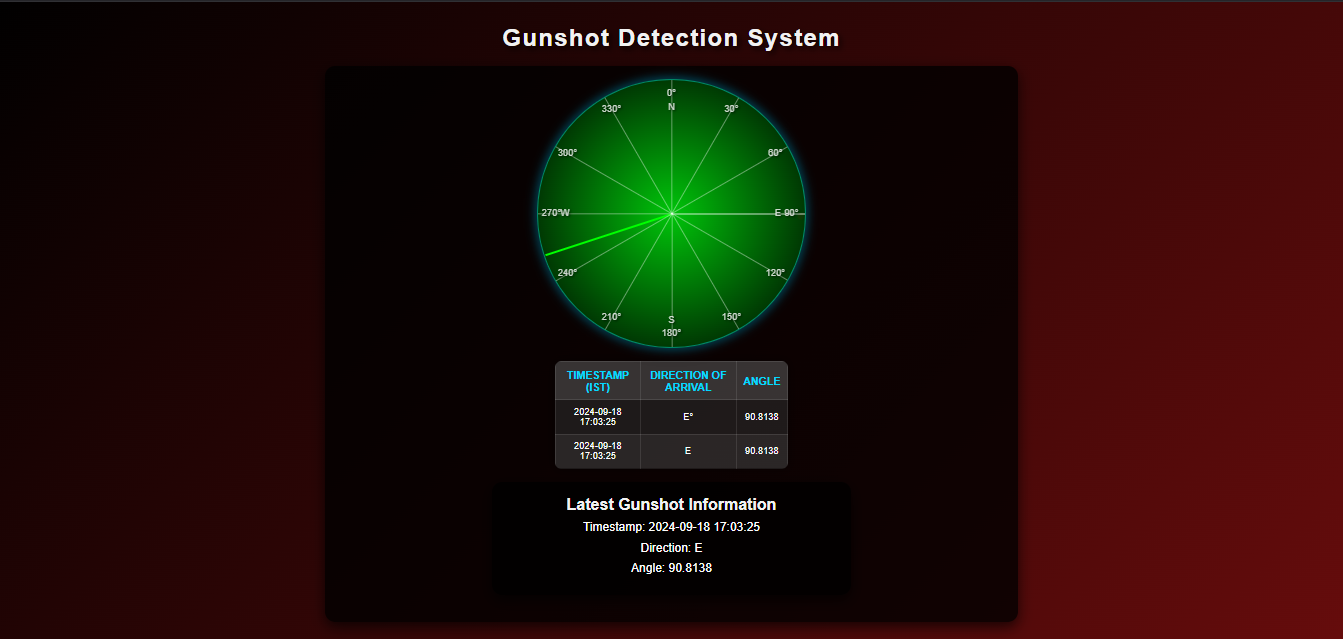 Gunshot Detection System
0°
N
330°
30°
300°
60°
270°W
E 90°
240°
120°
210°
150°
S
180°
TIMESTAMP (IST)
DIRECTION OF ARRIVAL
ANGLE
2024-09-18 17:03:25
E°
90.8138
2024-09-18 17:03:25
E
90.8138
Latest Gunshot Information
Timestamp: 2024-09-18 17:03:25
Direction: E
Angle: 90.8138